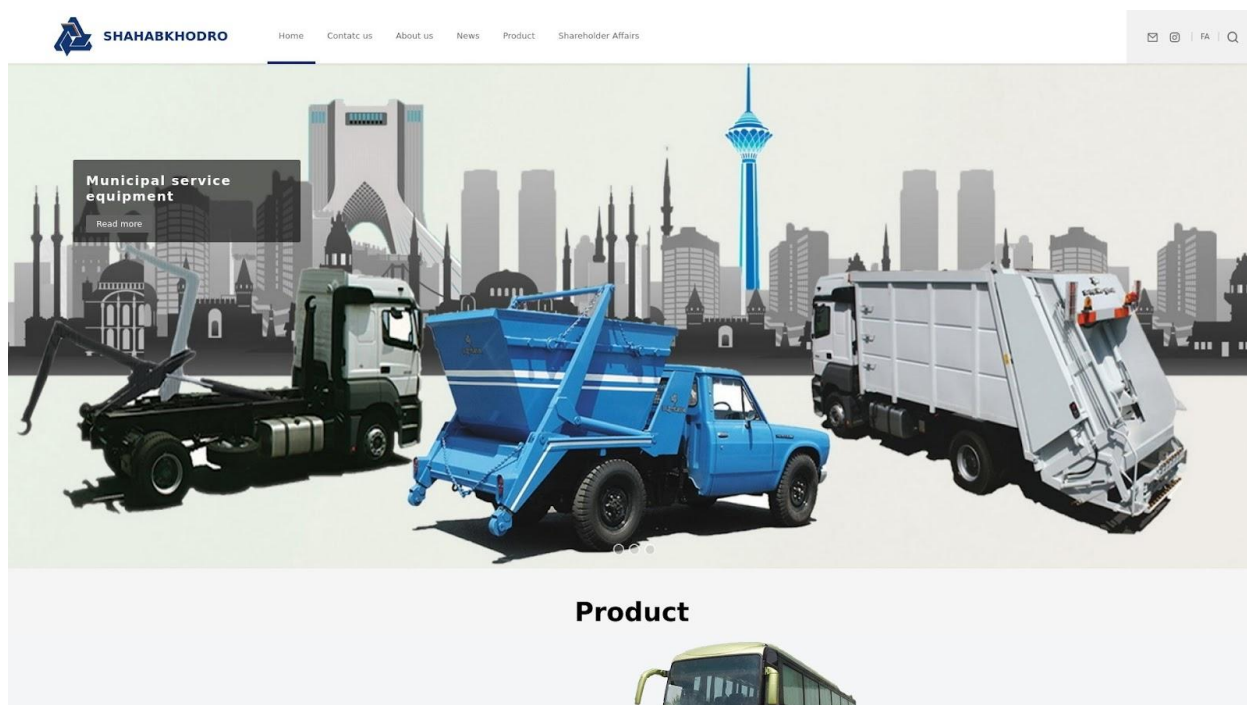 SHAHABKHODRO
Home
Contatc us
About us
News
Product
Shareholder Affairs
FA
Municipal service
equipment
Read more
Product